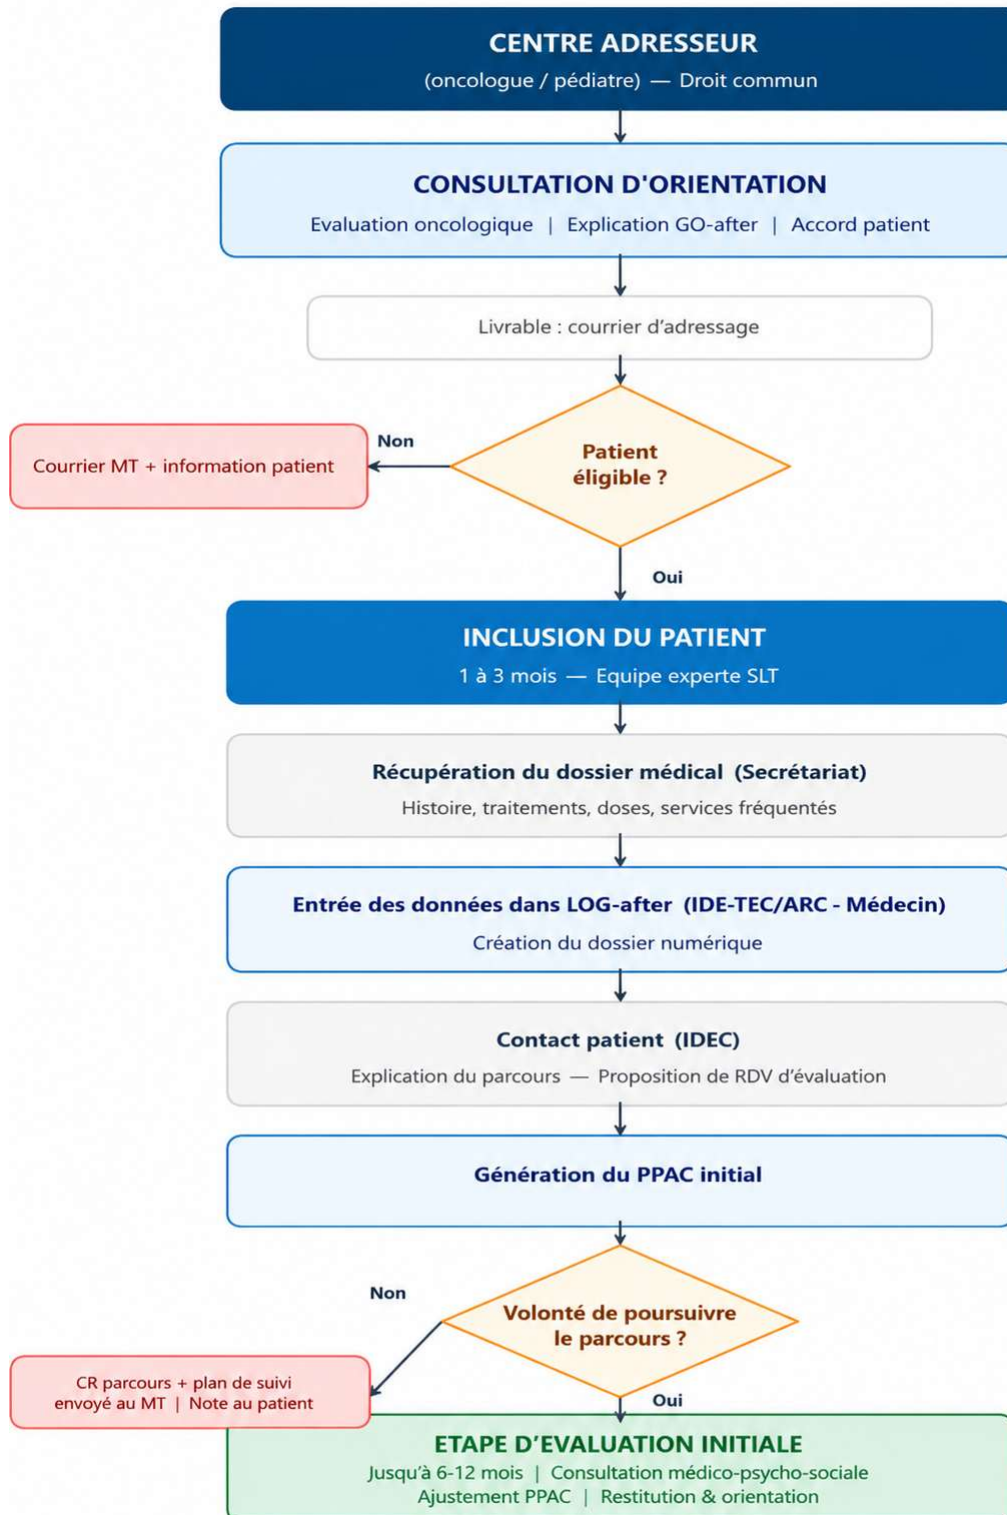 CENTRE ADRESSEUR
(oncologue / pédiatre) — Droit commun
CONSULTATION D'ORIENTATION
Evaluation oncologique | Explication GO-after | Accord patient
Livrable : courrier d’adressage
Patient
éligible ?
Non
Courrier MT + information patient
Oui
INCLUSION DU PATIENT
1 à 3 mois — Equipe experte SLT
Récupération du dossier médical (Secrétariat)
Histoire, traitements, doses, services fréquentés
Entrée des données dans LOG-after (IDE-TEC/ARC - Médecin)
Création du dossier numérique
Contact patient (IDEC)
Explication du parcours — Proposition de RDV d’évaluation
Génération du PPAC initial
Volonté de poursuivre
le parcours ?
Non
CR parcours + plan de suivi
envoyé au MT | Note au patient
Oui
ETAPE D’EVALUATION INITIALE
Jusqu’à 6-12 mois | Consultation médico-psycho-sociale
Ajustement PPAC | Restitution & orientation